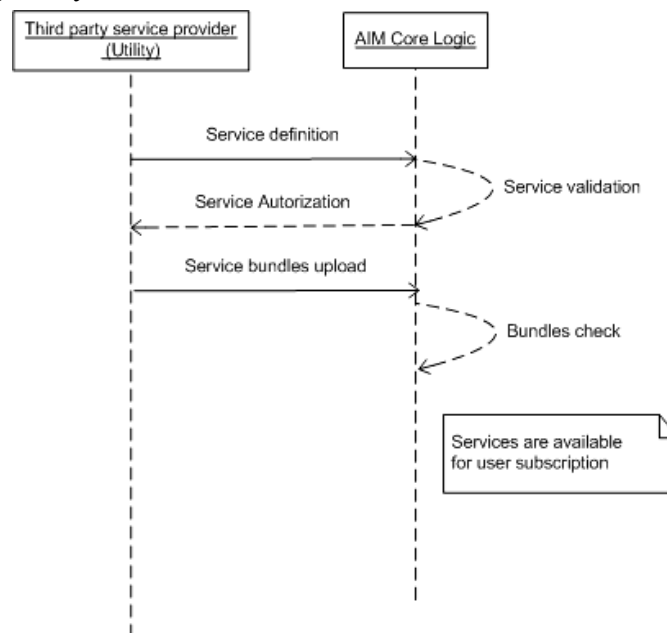 Third party service provider
(Utility)
AIM Core Logic
Service definition
Service validation
Service Autorization
Service bundles upload
Bundles check
Services are available
for user subscription